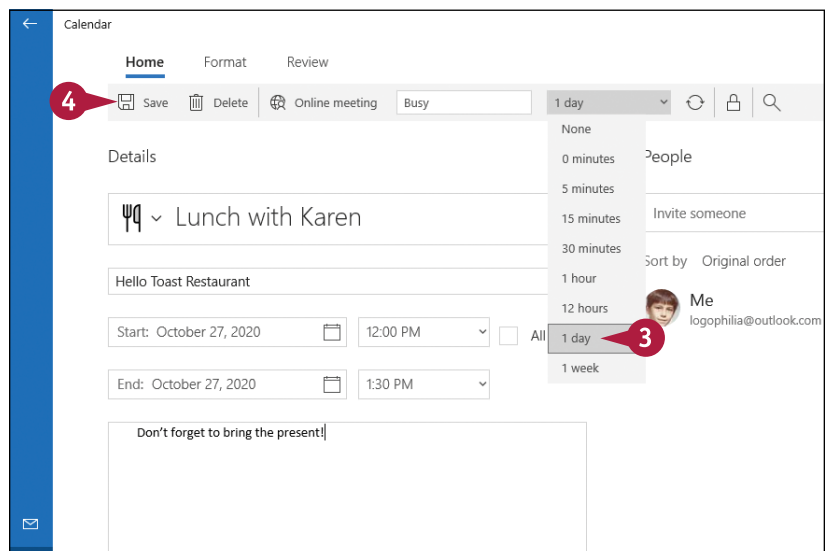 Calendar
Home Format Review
4 Save Delete Online meeting Busy 1 day
None
Details
0 minutes
People
5 minutes
Lunch with Karen
15 minutes
Invite someone
30 minutes
Sort by Original order
Hello Toast Restaurant
1 hour
Me
12 hours
logophilia@outlook.com
Start: October 27, 2020 12:00 PM All
1 day 3
1 week
End: October 27, 2020 1:30 PM
Don't forget to bring the present!